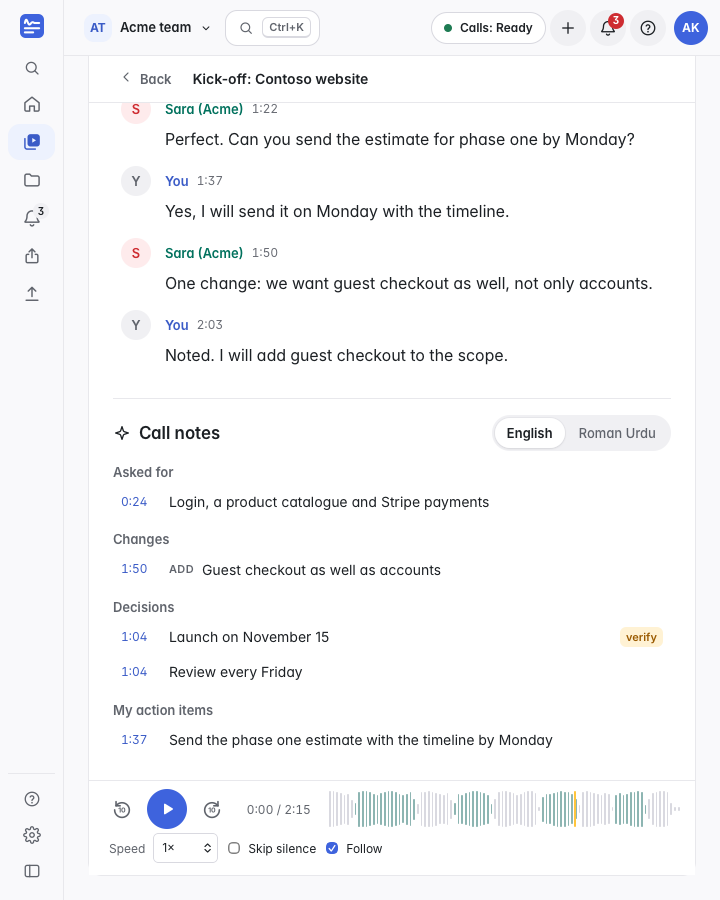 AT Acme team Ctrl+K Calls: Ready 3 AK
Back Kick-off: Contoso website
S Sara (Acme) 1:22
Perfect. Can you send the estimate for phase one by Monday?
Y You 1:37
Yes, I will send it on Monday with the timeline.
3
S Sara (Acme) 1:50
One change: we want guest checkout as well, not only accounts.
Y You 2:03
Noted. I will add guest checkout to the scope.
Call notes English Roman Urdu
Asked for
0:24 Login, a product catalogue and Stripe payments
Changes
1:50 ADD Guest checkout as well as accounts
Decisions
1:04 Launch on November 15 verify
1:04 Review every Friday
My action items
1:37 Send the phase one estimate with the timeline by Monday
10 10 0:00 / 2:15
Speed 1× Skip silence Follow